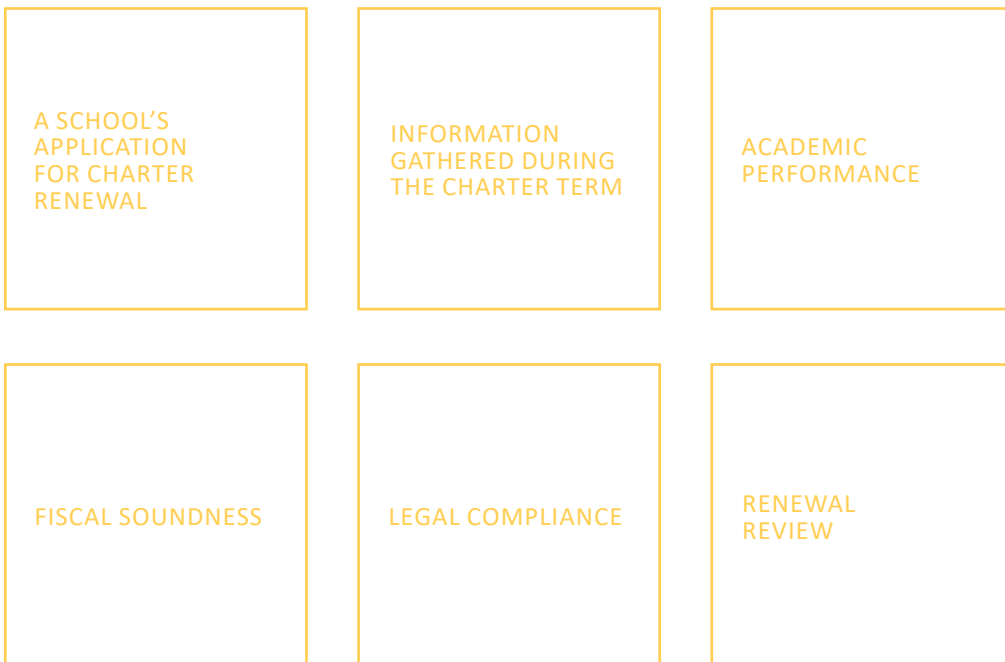 A SCHOOL’S
APPLICATION
FOR CHARTER
RENEWAL
INFORMATION
GATHERED DURING
THE CHARTER TERM
ACADEMIC
PERFORMANCE
FISCAL SOUNDNESS
LEGAL COMPLIANCE
RENEWAL
REVIEW